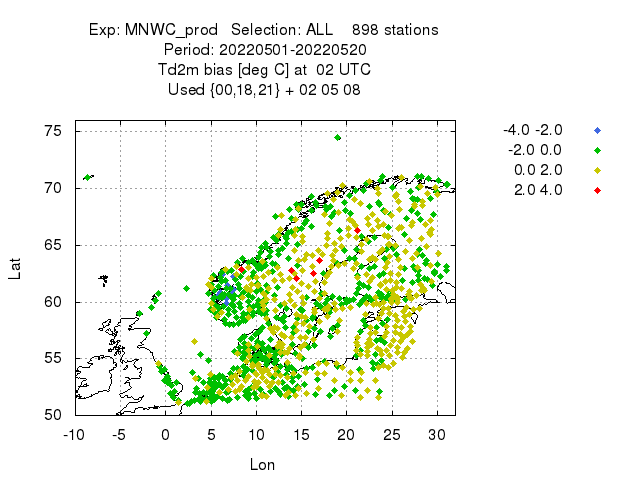 Exp: MNWC_prod Selection: ALL 898 stations
Period: 20220501-20220520
Td2m bias [deg C] at 02 UTC
Used {00,18,21} + 02 05 08
-4.0 -2.0
-2.0 0.0
0.0 2.0
2.0 4.0
75
70
65
60
55
50
Lat
-10 -5 0 5 10 15 20 25 30
Lon